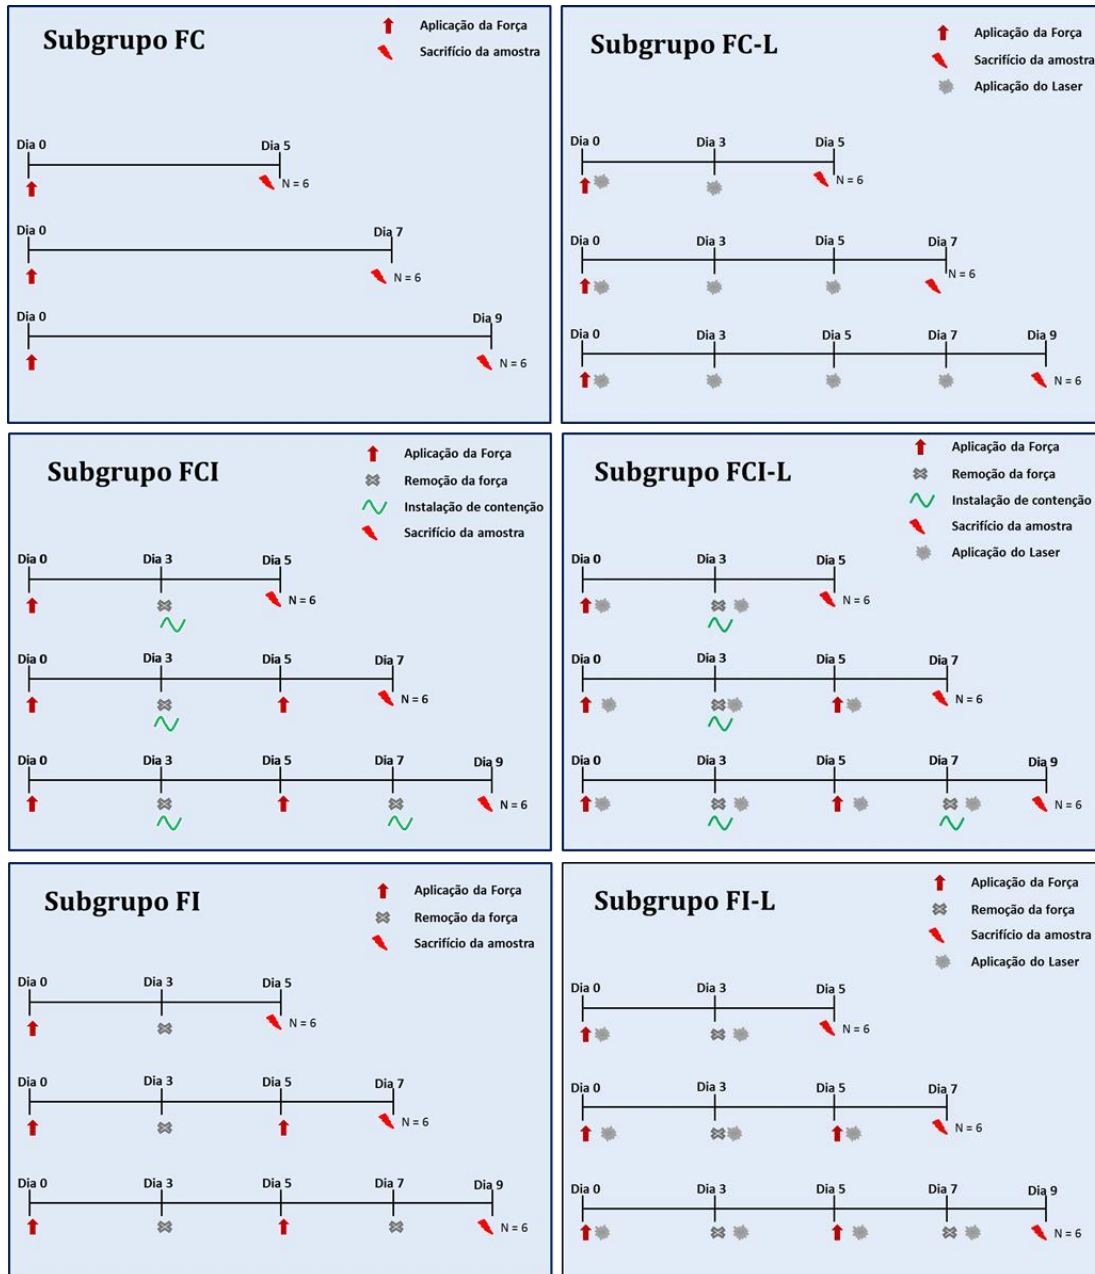 Subgrupo FC
Aplicação da Força
Sacrifício da amostra
Dia 0 Dia 5
N = 6
Dia 0 Dia 7
N = 6
Dia 0 Dia 9
N = 6
Subgrupo FC-L
Aplicação da Força
Sacrifício da amostra
Aplicação do Laser
Dia 0 Dia 3 Dia 5
N = 6
Dia 0 Dia 3 Dia 5 Dia 7
N = 6
Dia 0 Dia 3 Dia 5 Dia 7 Dia 9
N = 6
Subgrupo FCI
Aplicação da Força
Remoção da força
Instalação de contenção
Sacrifício da amostra
Dia 0 Dia 3 Dia 5
N = 6
Dia 0 Dia 3 Dia 5 Dia 7
N = 6
Dia 0 Dia 3 Dia 5 Dia 7 Dia 9
N = 6
Subgrupo FCI-L
Aplicação da Força
Remoção da força
Instalação de contenção
Sacrifício da amostra
Aplicação do Laser
Dia 0 Dia 3 Dia 5
N = 6
Dia 0 Dia 3 Dia 5 Dia 7
N = 6
Dia 0 Dia 3 Dia 5 Dia 7 Dia 9
N = 6
Subgrupo FI
Aplicação da Força
Remoção da força
Sacrifício da amostra
Dia 0 Dia 3 Dia 5
N = 6
Dia 0 Dia 3 Dia 5 Dia 7
N = 6
Dia 0 Dia 3 Dia 5 Dia 7 Dia 9
N = 6
Subgrupo FI-L
Aplicação da Força
Remoção da força
Sacrifício da amostra
Aplicação do Laser
Dia 0 Dia 3 Dia 5
N = 6
Dia 0 Dia 3 Dia 5 Dia 7
N = 6
Dia 0 Dia 3 Dia 5 Dia 7 Dia 9
N = 6